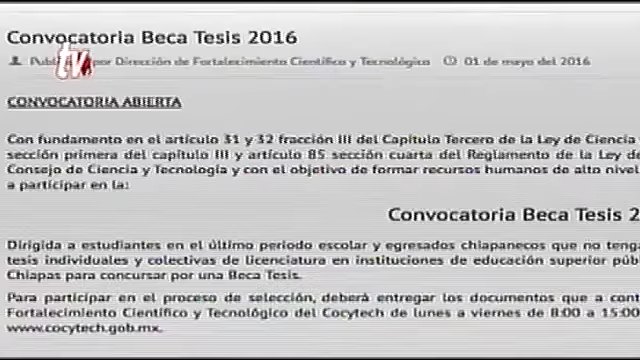 Convocatoria Beca Tesis 2016
tv
por Dirección de Fortalecimiento Científico y Tecnológico 01 de mayo del 2016
CONVOCATORIA ABIERTA
Con fundamento en el artículo 31 y 32 fracción III del Capitulo Tercero de la Ley de Ciencia
sección primera del capítulo III y artículo 85 sección cuarta del Reglamento de la Ley de
Consejo de Ciencia y Tecnología y con el objetivo de formar recursos humanos de alto nivel
a participar en la:
Convocatoria Beca Tesis 2
Dirigida a estudiantes en el último periodo escolar y egresados chiapanecos que no teng
tesis individuales y colectivas de licenciatura en instituciones de educación superior púb
Chiapas para concursar por una Beca Tesis.
Para participar en el proceso de selección, deberá entregar los documentos que a cont
Fortalecimiento Científico y Tecnológico del Cocytech de lunes a viernes de 8:00 a 15:00
www.cocytech.gob.mx.